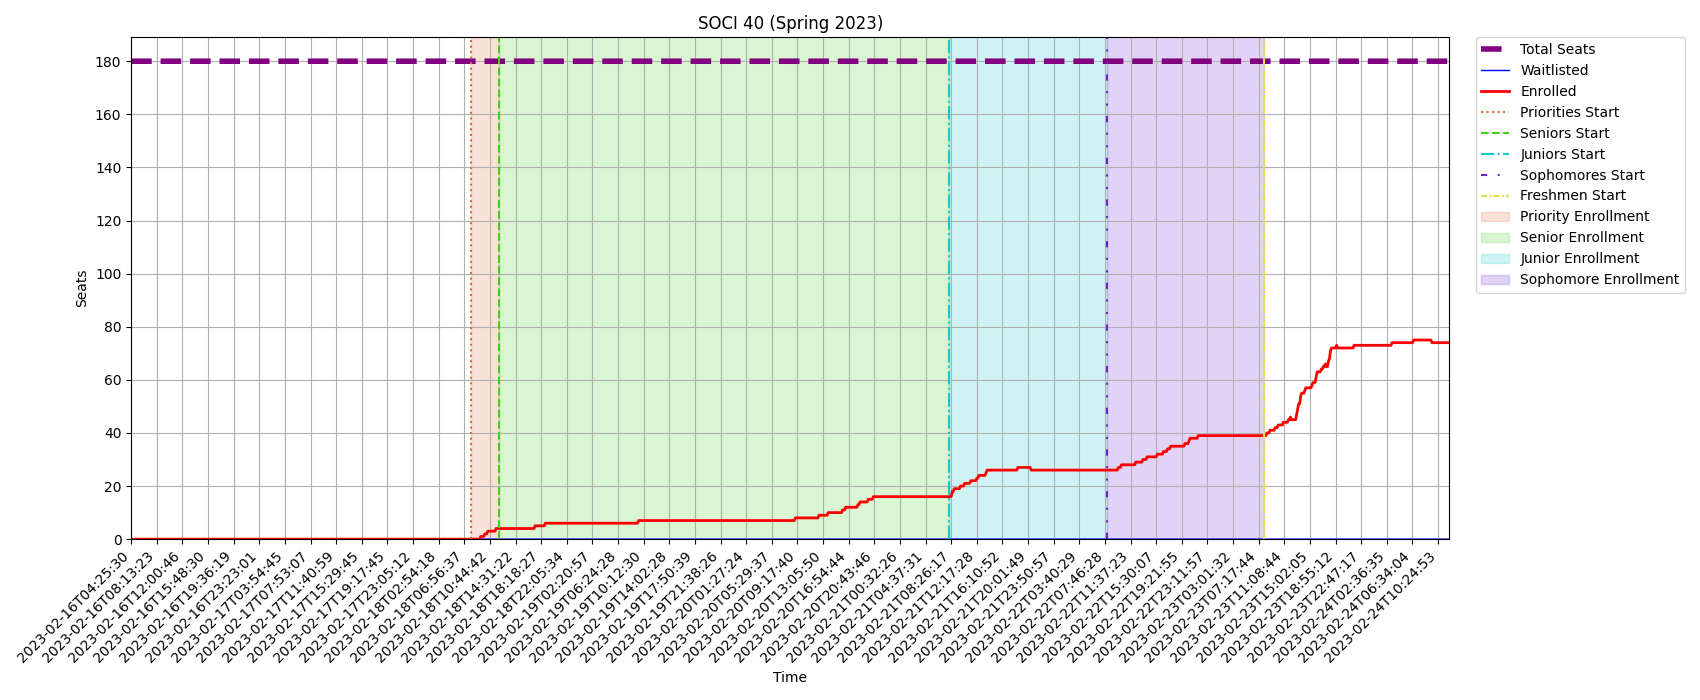 SOCI 40 (Spring 2023)
Seats
180
160
140
120
100
80
60
40
20
0
2023-02-16T04:25:30
2023-02-16T08:13:23
2023-02-16T12:00:46
2023-02-16T15:48:30
2023-02-16T19:36:19
2023-02-16T23:23:01
2023-02-17T03:54:45
2023-02-17T07:53:07
2023-02-17T11:40:59
2023-02-17T15:29:45
2023-02-17T19:17:45
2023-02-17T23:05:12
2023-02-18T02:54:18
2023-02-18T06:56:37
2023-02-18T10:44:42
2023-02-18T14:31:22
2023-02-18T18:18:27
2023-02-18T22:05:34
2023-02-19T02:20:57
2023-02-19T06:24:28
2023-02-19T10:12:30
2023-02-19T14:02:28
2023-02-19T17:50:39
2023-02-19T21:38:26
2023-02-20T01:27:24
2023-02-20T05:29:37
2023-02-20T09:17:40
2023-02-20T13:05:50
2023-02-20T16:54:44
2023-02-20T20:43:46
2023-02-21T00:32:26
2023-02-21T04:37:31
2023-02-21T08:26:17
2023-02-21T12:17:28
2023-02-21T16:10:52
2023-02-21T20:01:49
2023-02-21T23:50:57
2023-02-22T03:40:29
2023-02-22T07:46:28
2023-02-22T11:37:23
2023-02-22T15:30:07
2023-02-22T19:21:55
2023-02-22T23:11:57
2023-02-23T03:01:32
2023-02-23T07:17:44
2023-02-23T11:08:44
2023-02-23T15:02:05
2023-02-23T18:55:12
2023-02-23T22:47:17
2023-02-24T02:36:35
2023-02-24T06:34:04
2023-02-24T10:24:53
Time
Total Seats
Waitlisted
Enrolled
Priorities Start
Seniors Start
Juniors Start
Sophomores Start
Freshmen Start
Priority Enrollment
Senior Enrollment
Junior Enrollment
Sophomore Enrollment